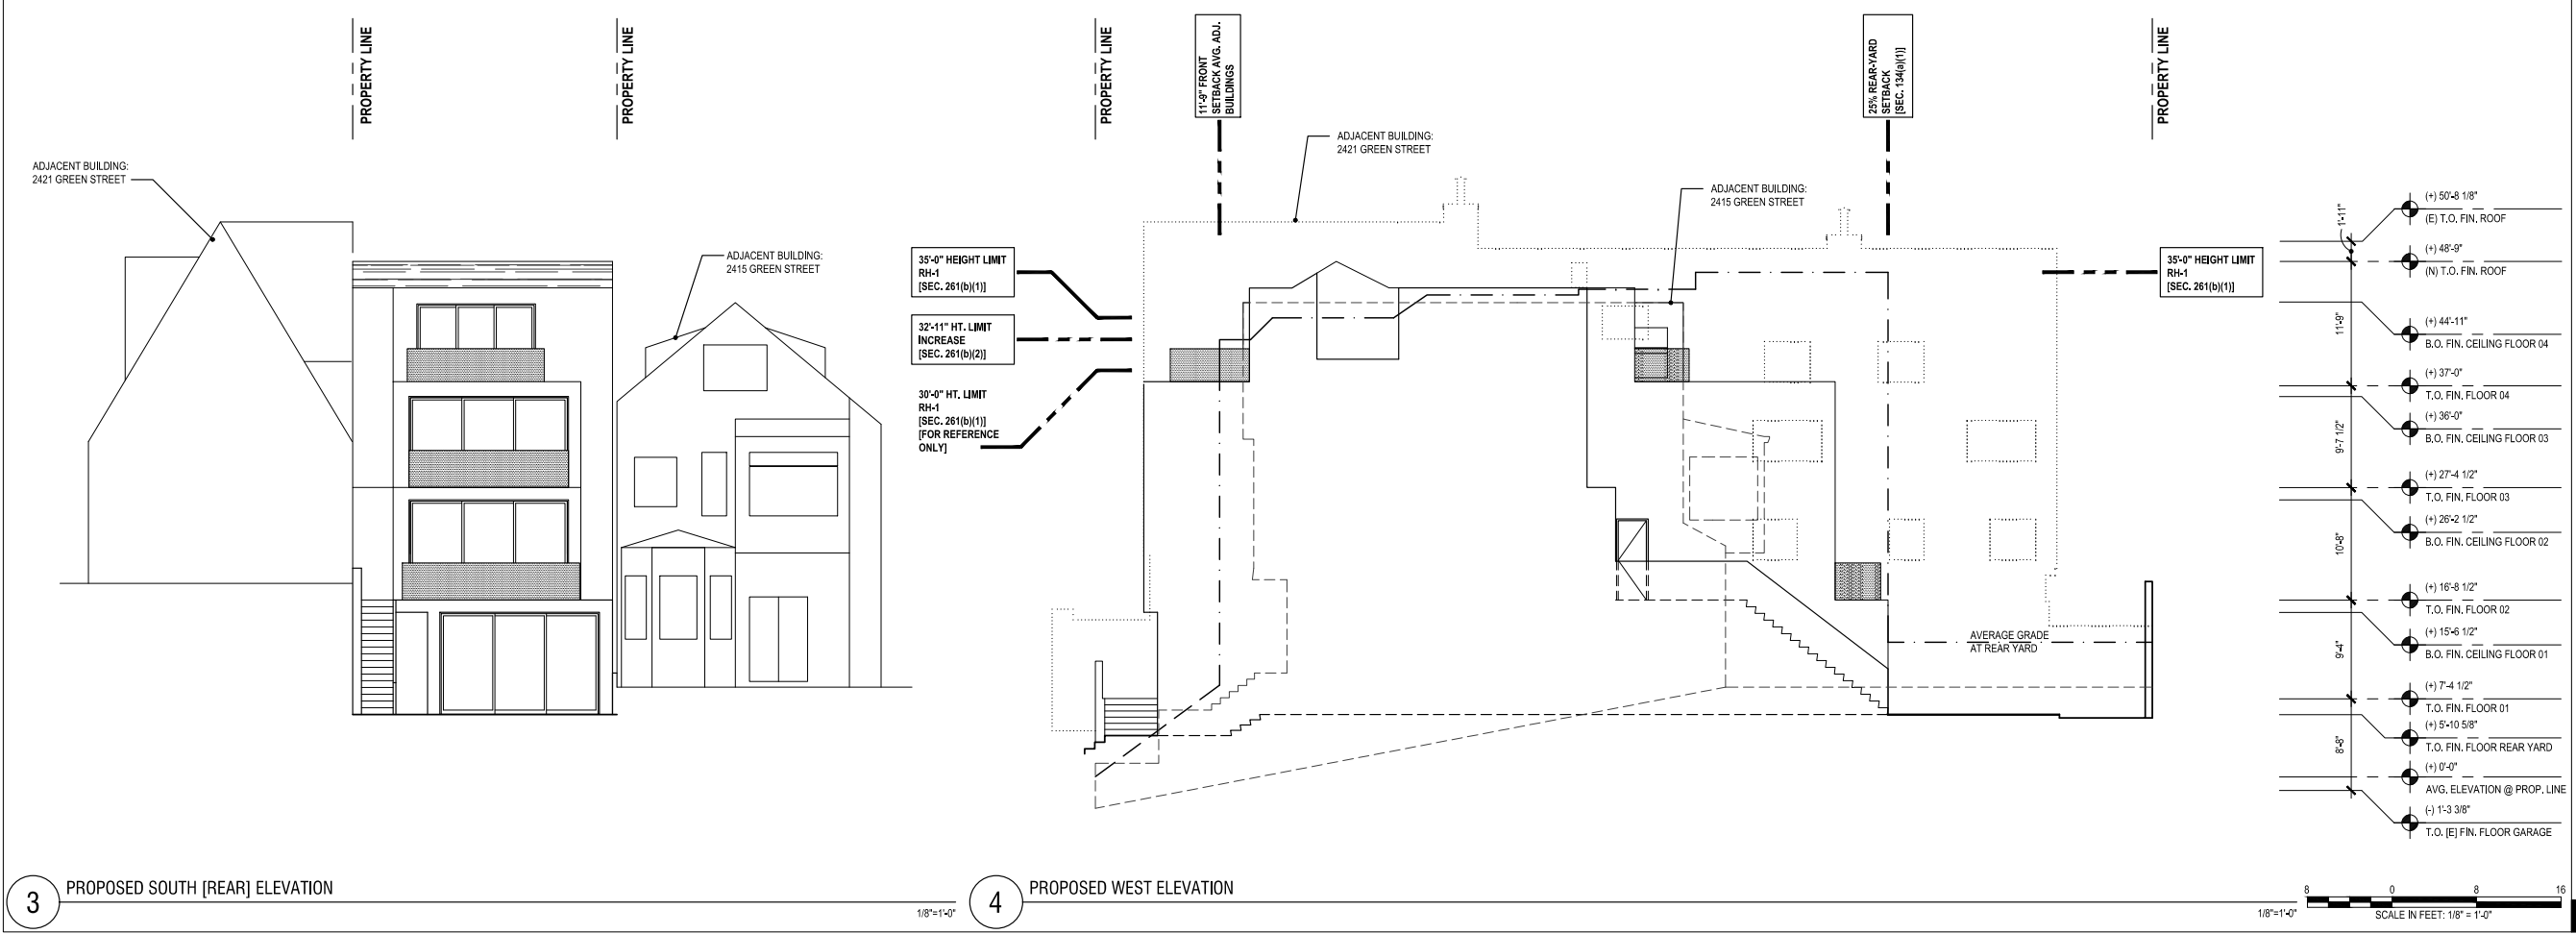 PROPERTY LINE
PROPERTY LINE
ADJACENT BUILDING:
2421 GREEN STREET
ADJACENT BUILDING:
2415 GREEN STREET
3
PROPOSED SOUTH [REAR] ELEVATION
1/8"=1'-0"
PROPERTY LINE
11'-9" FRONT
SETBACK AVG. ADJ.
BUILDINGS
25% REAR-YARD
SETBACK
[SEC. 134(a)(1)]
PROPERTY LINE
ADJACENT BUILDING:
2421 GREEN STREET
ADJACENT BUILDING:
2415 GREEN STREET
35'-0" HEIGHT LIMIT
RH-1
[SEC. 261(b)(1)]
32'-11" HT. LIMIT
INCREASE
[SEC. 261(b)(2)]
30'-0" HT. LIMIT
RH-1
[SEC. 261(b)(1)]
[FOR REFERENCE
ONLY]
35'-0" HEIGHT LIMIT
RH-1
[SEC. 261(b)(1)]
AVERAGE GRADE
AT REAR YARD
4
PROPOSED WEST ELEVATION
1/8"=1'-0"
1'-11"
11'-9"
9'-7 1/2"
10'-8"
9'-4"
8'-8"
(+) 50'-8 1/8"
(E) T.O. FIN. ROOF
(+) 48'-9"
(N) T.O. FIN. ROOF
(+) 44'-11"
B.O. FIN. CEILING FLOOR 04
(+) 37'-0"
T.O. FIN. FLOOR 04
(+) 36'-0"
B.O. FIN. CEILING FLOOR 03
(+) 27'-4 1/2"
T.O. FIN. FLOOR 03
(+) 26'-2 1/2"
B.O. FIN. CEILING FLOOR 02
(+) 16'-8 1/2"
T.O. FIN. FLOOR 02
(+) 15'-6 1/2"
B.O. FIN. CEILING FLOOR 01
(+) 7'-4 1/2"
T.O. FIN. FLOOR 01
(+) 5'-10 5/8"
T.O. FIN. FLOOR REAR YARD
(+) 0'-0"
AVG. ELEVATION @ PROP. LINE
(-) 1'-3 3/8"
T.O. [E] FIN. FLOOR GARAGE
8 0 8 16
SCALE IN FEET: 1/8" = 1'-0"